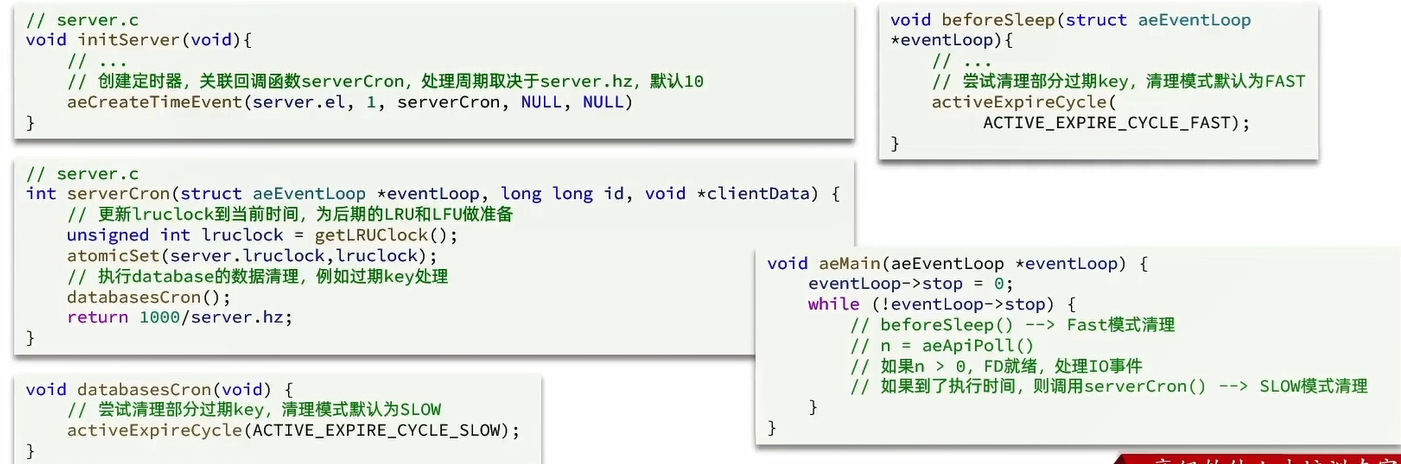 // server.c
void initServer(void){
    // ...
    // 创建定时器，关联回调函数serverCron，处理周期取决于server.hz，默认10
    aeCreateTimeEvent(server.el, 1, serverCron, NULL, NULL)
}
void beforeSleep(struct aeEventLoop
*eventLoop){
    // ...
    // 尝试清理部分过期key，清理模式默认为FAST
    activeExpireCycle(
         ACTIVE_EXPIRE_CYCLE_FAST);
}
// server.c
int serverCron(struct aeEventLoop *eventLoop, long long id, void *clientData) {
    // 更新lruclock到当前时间，为后期的LRU和LFU做准备
    unsigned int lruclock = getLRUClock();
    atomicSet(server.lruclock,lruclock);
    // 执行database的数据清理，例如过期key处理
    databasesCron();
    return 1000/server.hz;
}
void aeMain(aeEventLoop *eventLoop) {
    eventLoop->stop = 0;
    while (!eventLoop->stop) {
        // beforeSleep() --> Fast模式清理
        // n = aeApiPoll()
        // 如果n > 0，FD就绪，处理IO事件
        // 如果到了执行时间，则调用serverCron() --> SLOW模式清理
    }
}
void databasesCron(void) {
    // 尝试清理部分过期key，清理模式默认为SLOW
    activeExpireCycle(ACTIVE_EXPIRE_CYCLE_SLOW);
}